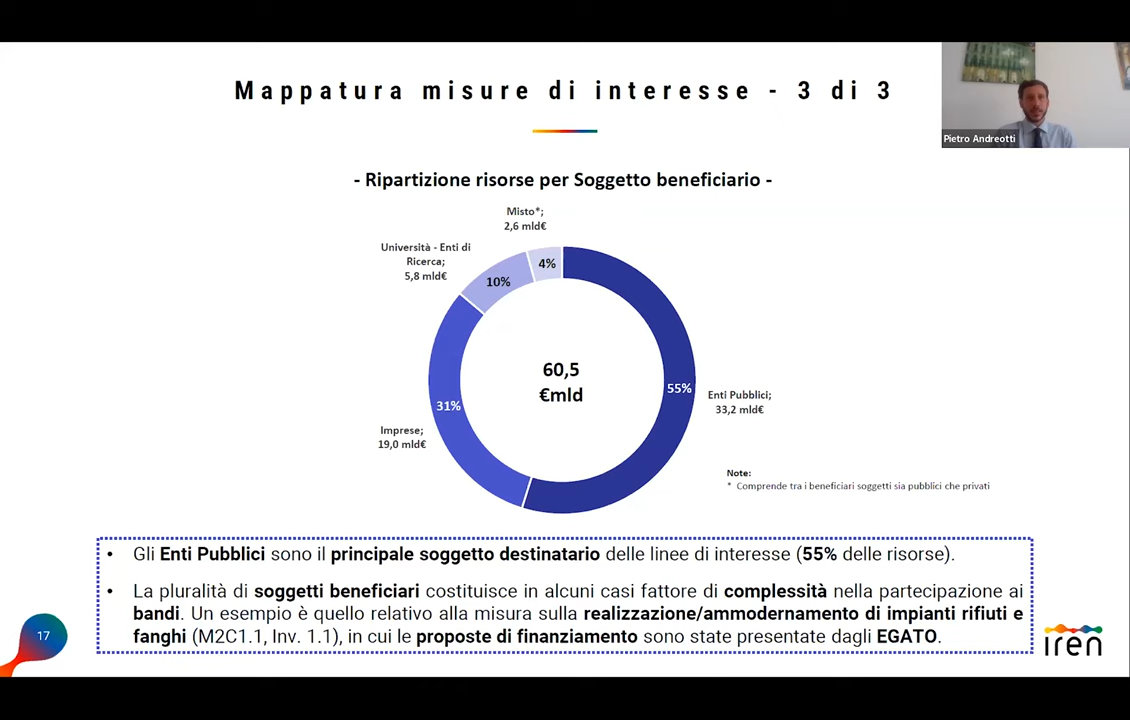 Mappatura misure di interesse - 3 di 3
Pietro Andreotti
- Ripartizione risorse per Soggetto beneficiario -
Misto*;
2,6 mld€
Università - Enti di
Ricerca;
5,8 mld€
4%
10%
60,5
€mld
55%
Enti Pubblici;
33,2 mld€
31%
Imprese;
19,0 mld€
Note:
* Comprende tra i beneficiari soggetti sia pubblici che privati
• Gli Enti Pubblici sono il principale soggetto destinatario delle linee di interesse (55% delle risorse).
• La pluralità di soggetti beneficiari costituisce in alcuni casi fattore di complessità nella partecipazione ai
bandi. Un esempio è quello relativo alla misura sulla realizzazione/ammodernamento di impianti rifiuti e
fanghi (M2C1.1, Inv. 1.1), in cui le proposte di finanziamento sono state presentate dagli EGATO.
17
iren